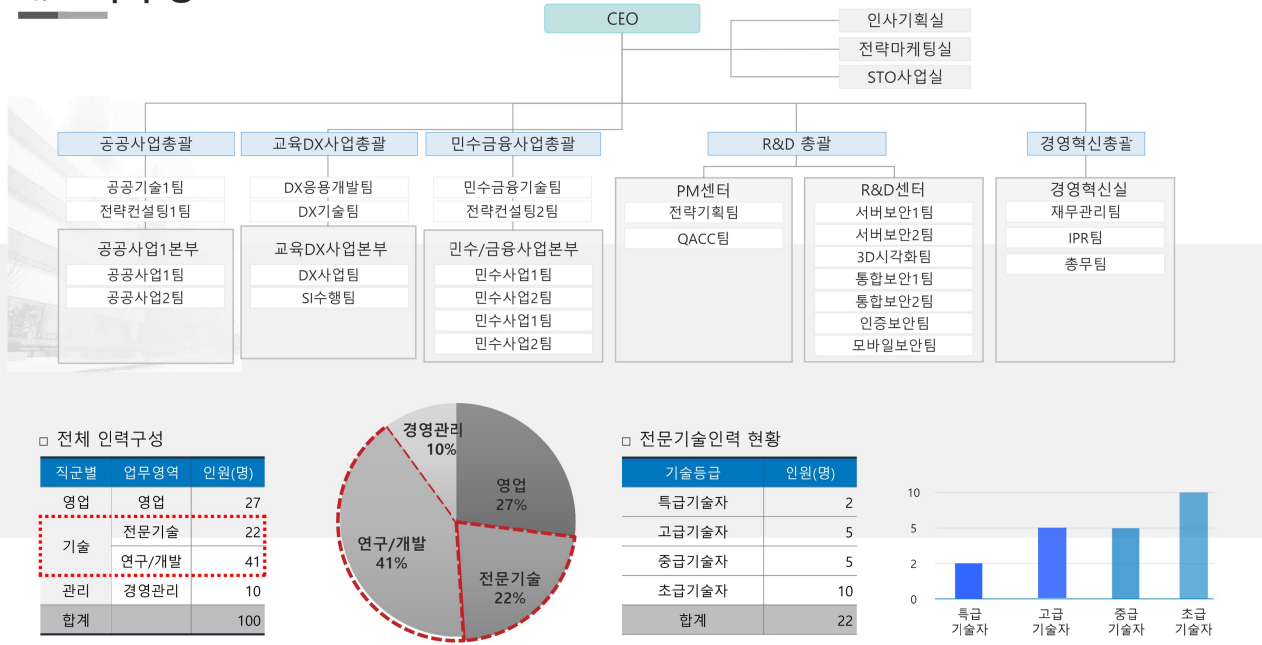 CEO
인사기획실
전략마케팅실
STO사업실
공공사업총괄
교육DX사업총괄
민수금융사업총괄
R&D 총괄
경영혁신총괄
공공기술1팀
전략컨설팅1팀
공공사업1본부
공공사업1팀
공공사업2팀
DX응용개발팀
DX기술팀
교육DX사업본부
DX사업팀
SI수행팀
민수금융기술팀
전략컨설팅2팀
민수/금융사업본부
민수사업1팀
민수사업2팀
민수사업1팀
민수사업2팀
PM센터
전략기획팀
QACC팀
R&D센터
서버보안1팀
서버보안2팀
3D시각화팀
통합보안1팀
통합보안2팀
인증보안팀
모바일보안팀
경영혁신실
재무관리팀
IPR팀
총무팀
□ 전체 인력구성
직군별 업무영역 인원(명)
영업 영업 27
기술 전문기술 22
연구/개발 41
관리 경영관리 10
합계 100
경영관리
10%
영업
27%
연구/개발
41%
전문기술
22%
□ 전문기술인력 현황
기술등급 인원(명)
특급기술자 2
고급기술자 5
중급기술자 5
초급기술자 10
합계 22
10
5
2
0
특급
기술자
고급
기술자
중급
기술자
초급
기술자